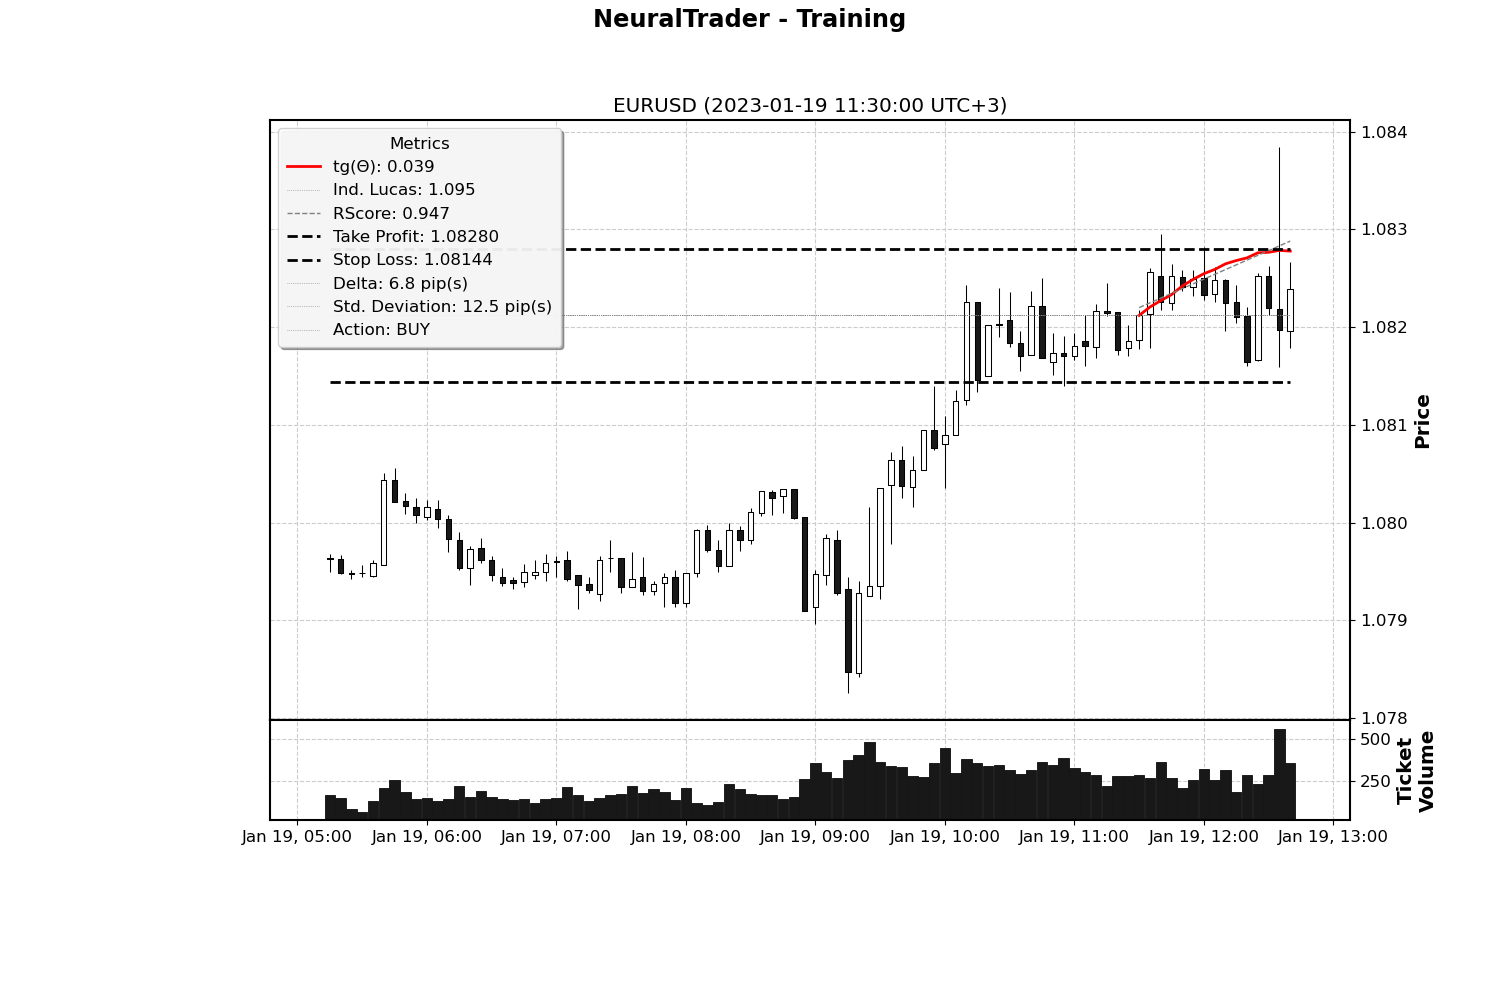 NeuralTrader - Training
EURUSD (2023-01-19 11:30:00 UTC+3)
Metrics
tg(Θ): 0.039
Ind. Lucas: 1.095
RScore: 0.947
Take Profit: 1.08280
Stop Loss: 1.08144
Delta: 6.8 pip(s)
Std. Deviation: 12.5 pip(s)
Action: BUY
1.084
1.083
1.082
1.081
1.080
1.079
1.078
Price
500
250
Ticket
Volume
Jan 19, 05:00
Jan 19, 06:00
Jan 19, 07:00
Jan 19, 08:00
Jan 19, 09:00
Jan 19, 10:00
Jan 19, 11:00
Jan 19, 12:00
Jan 19, 13:00